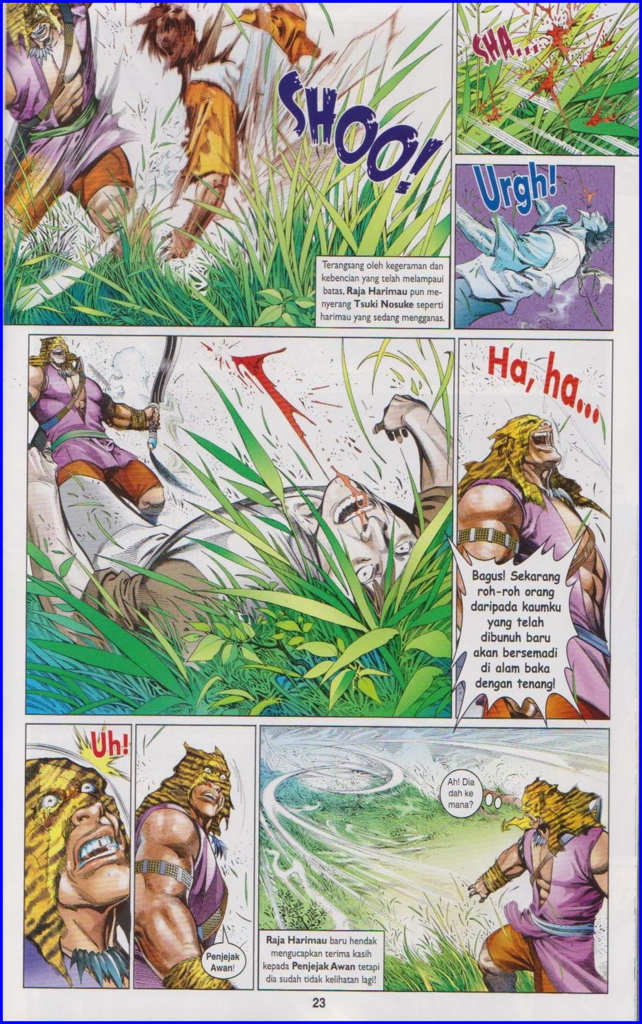 SHOO!
Terangsang oleh kegeraman dan
kebencian yang telah melampaui
batas, Raja Harimau pun me-
nyerang Tsuki Nosuke seperti
harimau yang sedang mengganas.
SHA...
Urgh!
Ha, ha...
Bagus! Sekarang
roh-roh orang
daripada kaumku
yang telah
dibunuh baru
akan bersemadi
di alam baka
dengan tenang!
Uh!
Penjejak
Awan!
Ah! Dia
dah ke
mana?
Raja Harimau baru hendak
mengucapkan terima kasih
kepada Penjejak Awan tetapi
dia sudah tidak kelihatan lagi!
23